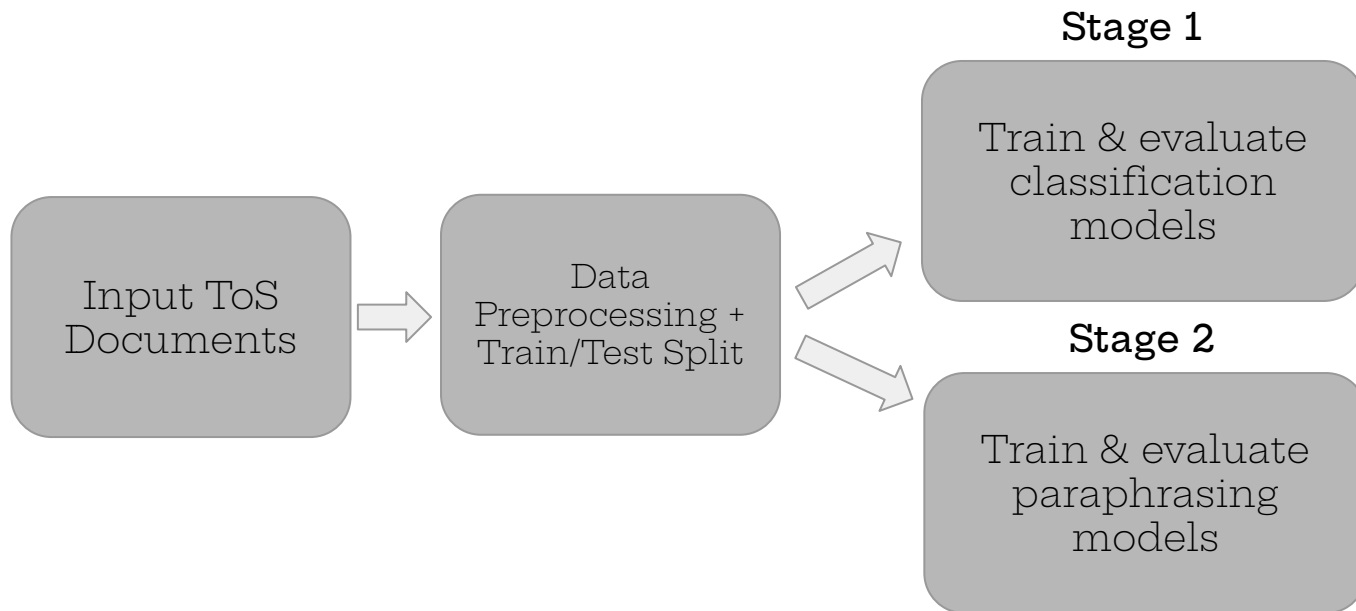 Stage 1
Train & evaluate
classification
models
Input ToS
Documents
Data
Preprocessing +
Train/Test Split
Stage 2
Train & evaluate
paraphrasing
models